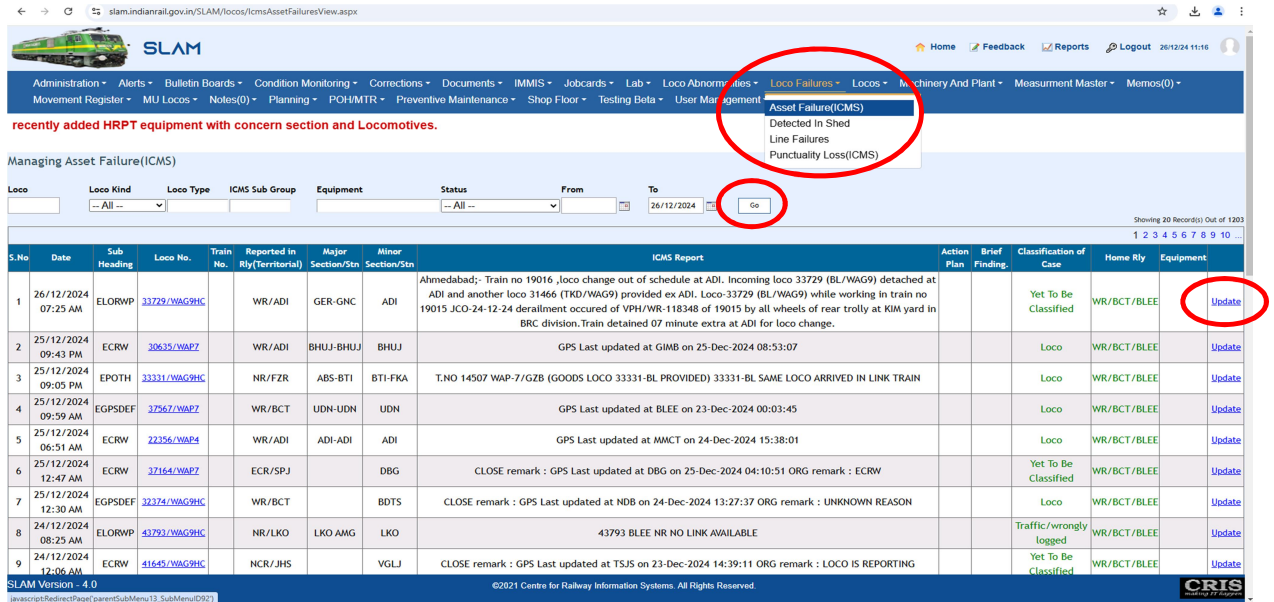 slam.indianrail.gov.in/SLAM/locos/IcmsAssetFailuresView.aspx
SLAM
Home Feedback Reports Logout 26/12/24 11:16
Administration Alerts Bulletin Boards Condition Monitoring Corrections Documents IMMIS Jobcards Lab Loco Abnormalities Loco Failures Locos Machinery And Plant Measurment Master Memos(0)
Movement Register MU Locos Notes(0) Planning POH/MTR Preventive Maintenance Shop Floor Testing Beta User Management
Asset Failure(ICMS)
Detected In Shed
Line Failures
Punctuality Loss(ICMS)
recently added HRPT equipment with concern section and Locomotives.
Managing Asset Failure(ICMS)
Loco Loco Kind Loco Type ICMS Sub Group Equipment Status From To
-- All -- -- All -- 26/12/2024 Go
Showing 20 Record(s) Out of 1203
1 2 3 4 5 6 7 8 9 10 ...
S.No Date Sub Heading Loco No. Train No. Reported in Rly(Territorial) Major Section/Stn Minor Section/Stn ICMS Report Action Plan Brief Finding. Classification of Case Home Rly Equipment
1 26/12/2024 07:25 AM ELORWP 33729/WAG9HC WR/ADI GER-GNC ADI
Ahmedabad;- Train no 19016 ,loco change out of schedule at ADI. Incoming loco 33729 (BL/WAG9) detached at
ADI and another loco 31466 (TKD/WAG9) provided ex ADI. Loco-33729 (BL/WAG9) while working in train no
19015 JCO-24-12-24 derailment occured of VPH/WR-118348 of 19015 by all wheels of rear trolly at KIM yard in
BRC division.Train detained 07 minute extra at ADI for loco change.
Yet To Be Classified WR/BCT/BLEE Update
2 25/12/2024 09:43 PM ECRW 30635/WAP7 WR/ADI BHUJ-BHUJ BHUJ GPS Last updated at GIMB on 25-Dec-2024 08:53:07 Loco WR/BCT/BLEE Update
3 25/12/2024 09:05 PM EPOTH 33331/WAG9HC NR/FZR ABS-BTI BTI-FKA T.NO 14507 WAP-7/GZB (GOODS LOCO 33331-BL PROVIDED) 33331-BL SAME LOCO ARRIVED IN LINK TRAIN Loco WR/BCT/BLEE Update
4 25/12/2024 09:59 AM EGPSDEF 37567/WAP7 WR/BCT UDN-UDN UDN GPS Last updated at BLEE on 23-Dec-2024 00:03:45 Loco WR/BCT/BLEE Update
5 25/12/2024 06:51 AM ECRW 22356/WAP4 WR/ADI ADI-ADI ADI GPS Last updated at MMCT on 24-Dec-2024 15:38:01 Loco WR/BCT/BLEE Update
6 25/12/2024 12:47 AM ECRW 37164/WAP7 ECR/SPJ DBG CLOSE remark : GPS Last updated at DBG on 25-Dec-2024 04:10:51 ORG remark : ECRW Yet To Be Classified WR/BCT/BLEE Update
7 25/12/2024 12:30 AM EGPSDEF 32374/WAG9HC WR/BCT BDTS CLOSE remark : GPS Last updated at NDB on 24-Dec-2024 13:27:37 ORG remark : UNKNOWN REASON Loco WR/BCT/BLEE Update
8 24/12/2024 08:25 AM ELORWP 43793/WAG9HC NR/LKO LKO AMG LKO 43793 BLEE NR NO LINK AVAILABLE Traffic/wrongly logged WR/BCT/BLEE Update
9 24/12/2024 12:06 AM ECRW 41645/WAG9HC NCR/JHS VGLJ CLOSE remark : GPS Last updated at TSJS on 23-Dec-2024 14:39:11 ORG remark : LOCO IS REPORTING Yet To Be Classified WR/BCT/BLEE Update
SLAM Version - 4.0 ©2021 Centre for Railway Information Systems. All Rights Reserved. CRIS
making IT happen
javascript:RedirectPage('parentSubMenu13_SubMenuID92')